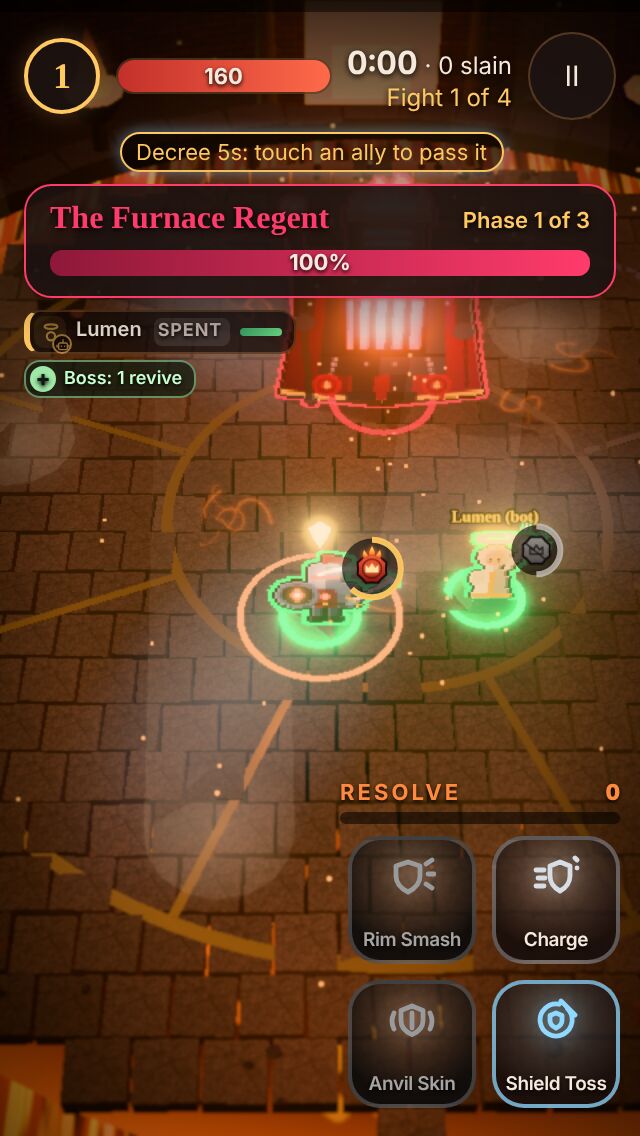 1
160
0:00 · 0 slain
Fight 1 of 4
Decree 5s: touch an ally to pass it
The Furnace Regent
Phase 1 of 3
100%
Lumen SPENT
Boss: 1 revive
Lumen (bot)
RESOLVE 0
Rim Smash
Charge
Anvil Skin
Shield Toss